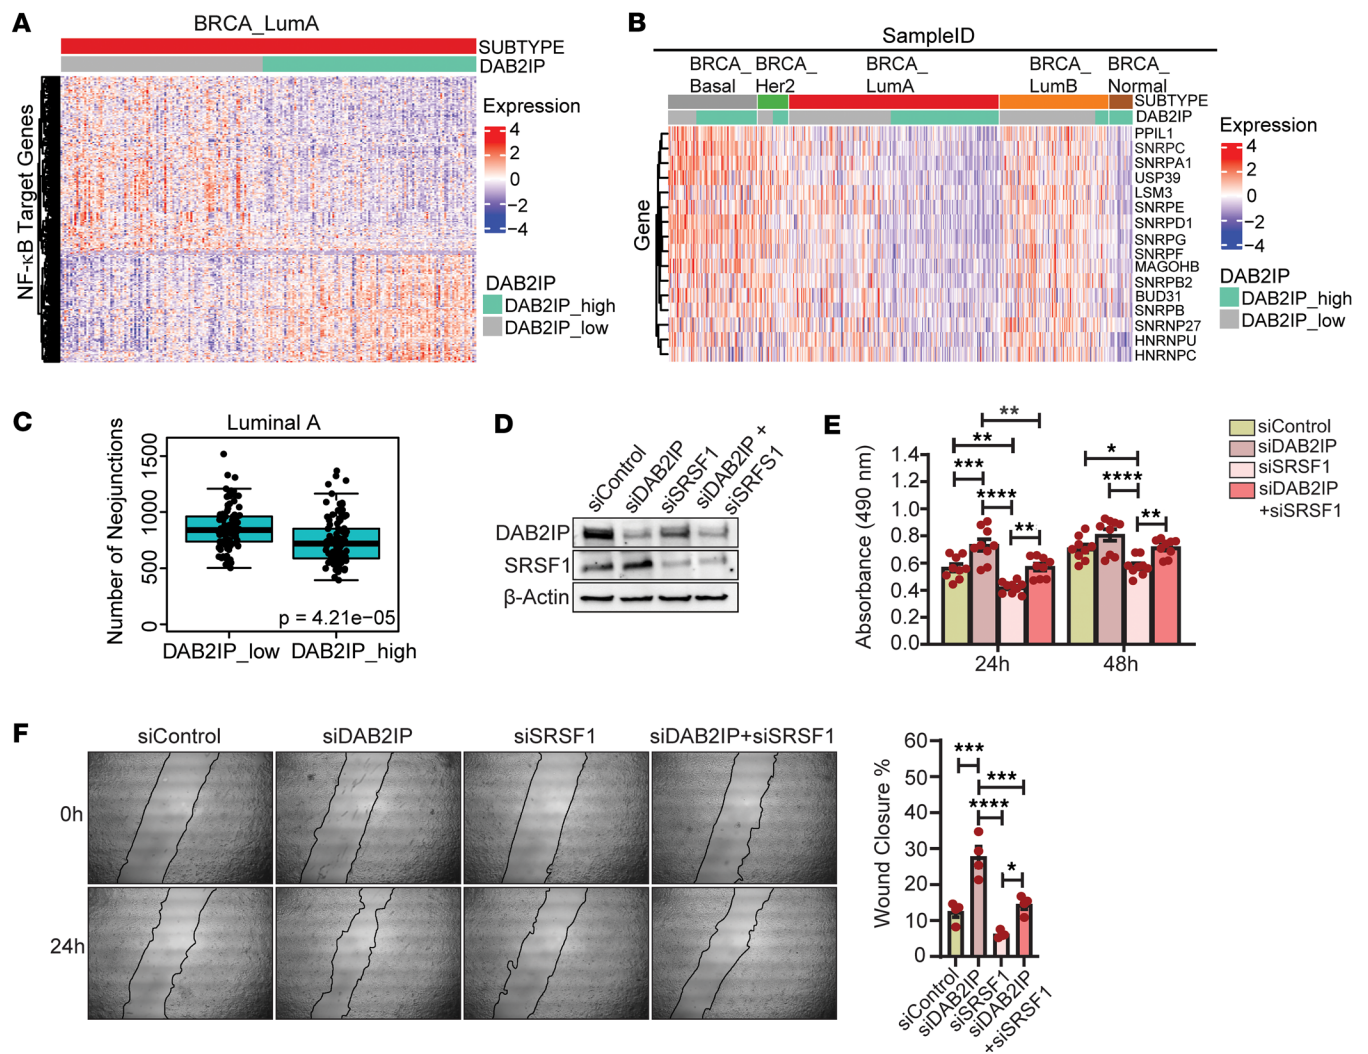 A
BRCA_LumA
SUBTYPE
DAB2IP
NF-κB Target Genes
Expression
4
2
0
−2
−4
DAB2IP
DAB2IP_high
DAB2IP_low
B
SampleID
BRCA_ Basal
BRCA_ Her2
BRCA_ LumA
BRCA_ LumB
BRCA_ Normal
SUBTYPE
DAB2IP
Gene
PPIL1
SNRPC
SNRPA1
USP39
LSM3
SNRPE
SNRPD1
SNRPG
SNRPF
MAGOHB
SNRPB2
BUD31
SNRPB
SNRNP27
HNRNPU
HNRNPC
Expression
4
2
0
−2
−4
DAB2IP
DAB2IP_high
DAB2IP_low
C
Luminal A
Number of Neojunctions
1500
1000
500
0
p = 4.21e−05
DAB2IP_low
DAB2IP_high
D
siControl
siDAB2IP
siSRSF1
siDAB2IP +
siSRFS1
DAB2IP
SRSF1
β-Actin
E
Absorbance (490 nm)
1.4
1.2
1.0
0.8
0.6
0.4
0.2
0.0
**
**
***
****
**
*
****
**
24h
48h
siControl
siDAB2IP
siSRSF1
siDAB2IP
+siSRSF1
F
siControl
siDAB2IP
siSRSF1
siDAB2IP+siSRSF1
0h
24h
Wound Closure %
60
50
40
30
20
10
0
***
***
****
*
siControl
siDAB2IP
siSRSF1
siDAB2IP
+siSRSF1